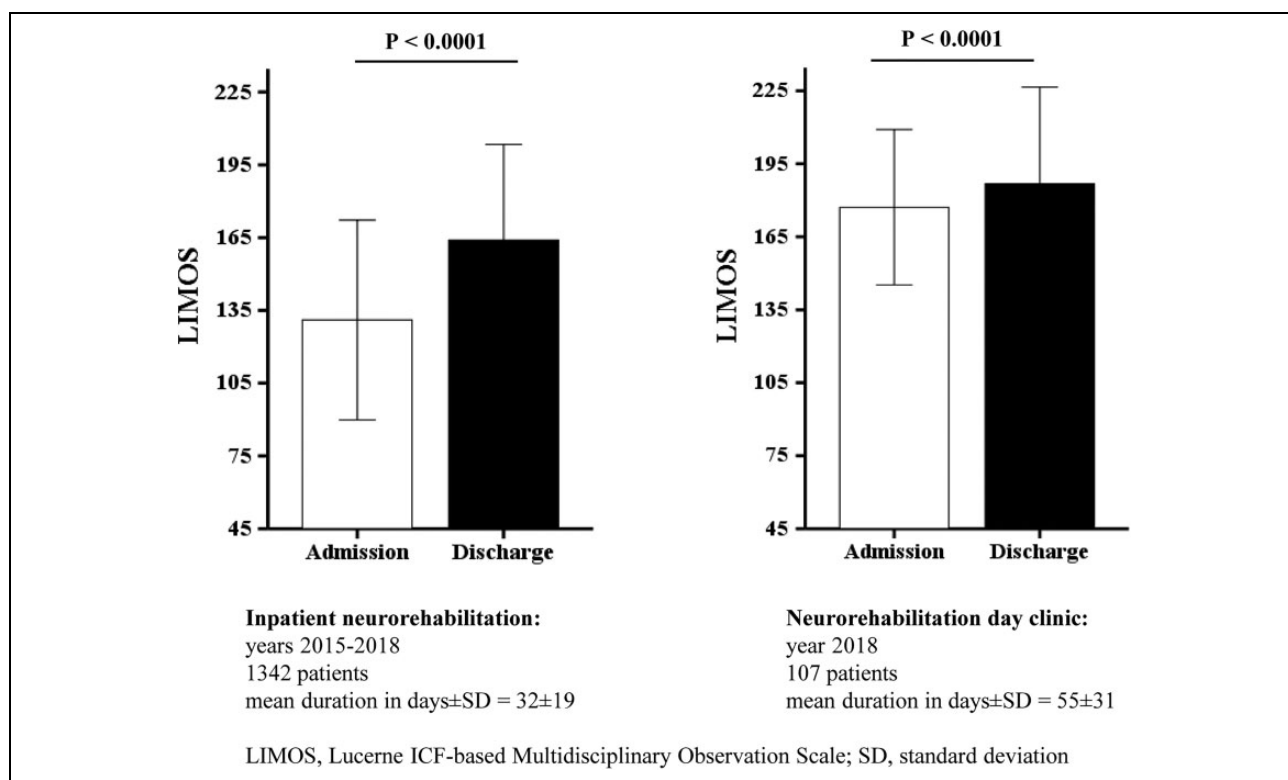 P < 0.0001
225
195
165
135
105
75
45
LIMOS
Admission Discharge
P < 0.0001
225
195
165
135
105
75
45
LIMOS
Admission Discharge
Inpatient neurorehabilitation:
years 2015-2018
1342 patients
mean duration in days±SD = 32±19
Neurorehabilitation day clinic:
year 2018
107 patients
mean duration in days±SD = 55±31
LIMOS, Lucerne ICF-based Multidisciplinary Observation Scale; SD, standard deviation